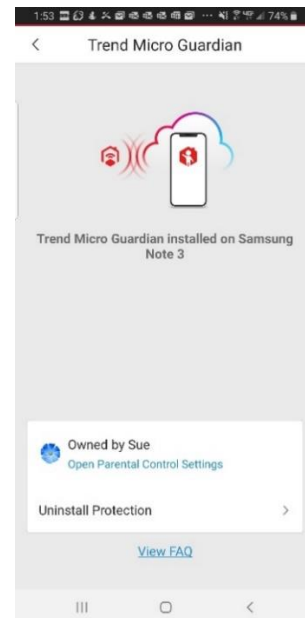 1:53 74%
Trend Micro Guardian
Trend Micro Guardian installed on Samsung
Note 3
Owned by Sue
Open Parental Control Settings
Uninstall Protection
View FAQ